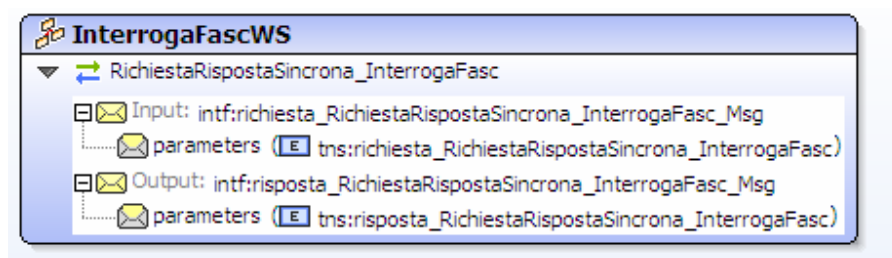 InterrogaFascWS
RichiestaRispostaSincrona_InterrogaFasc
Input: intf:richiesta_RichiestaRispostaSincrona_InterrogaFasc_Msg
parameters (E tns:richiesta_RichiestaRispostaSincrona_InterrogaFasc)
Output: intf:risposta_RichiestaRispostaSincrona_InterrogaFasc_Msg
parameters (E tns:risposta_RichiestaRispostaSincrona_InterrogaFasc)